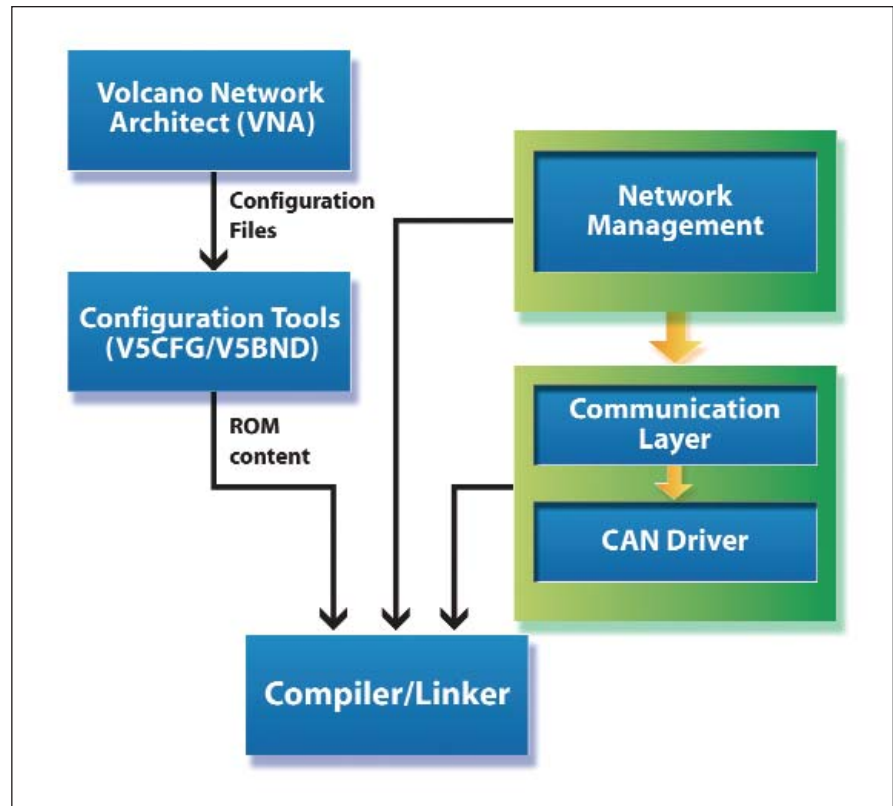 Volcano Network
Architect (VNA)
Configuration
Files
Configuration Tools
(V5CFG/V5BND)
ROM
content
Network
Management
Communication
Layer
CAN Driver
Compiler/Linker